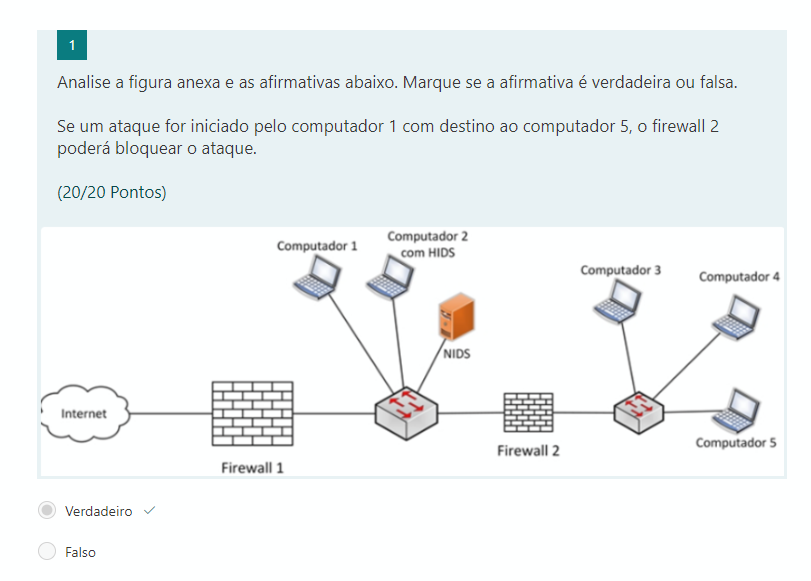 1
Analise a figura anexa e as afirmativas abaixo. Marque se a afirmativa é verdadeira ou falsa.
Se um ataque for iniciado pelo computador 1 com destino ao computador 5, o firewall 2
poderá bloquear o ataque.
(20/20 Pontos)
Computador 1
Computador 2
com HIDS
Computador 3
Computador 4
NIDS
Internet
Firewall 1
Firewall 2
Computador 5
Verdadeiro
Falso